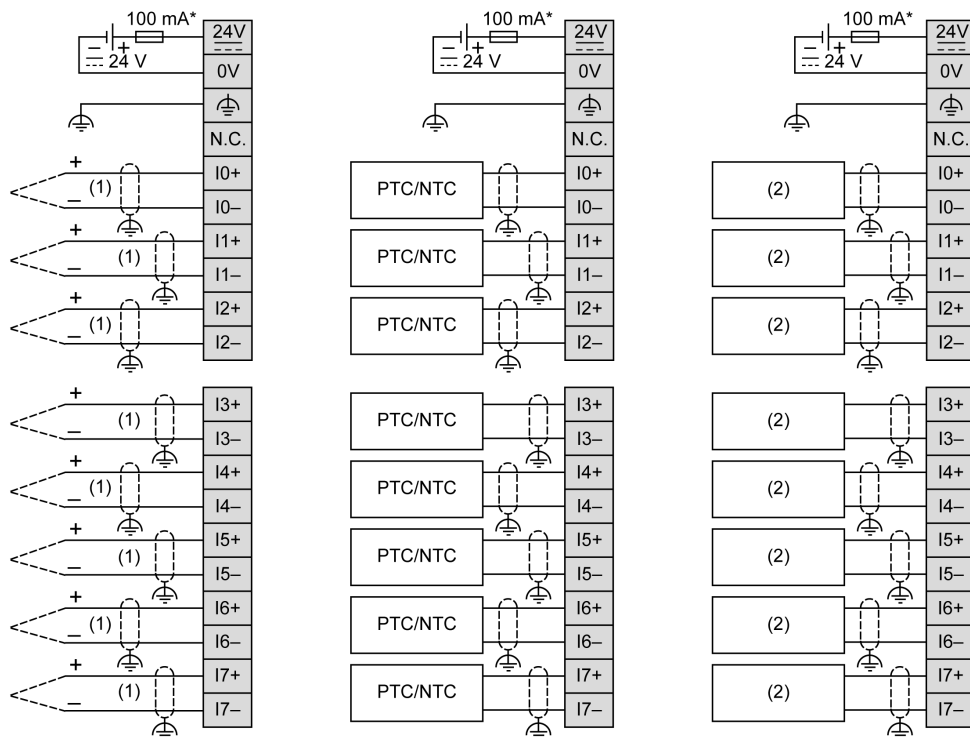 100 mA* 24V 100 mA* 24V 100 mA* 24V
− + − + − +
24 V 0V 24 V 0V 24 V 0V
N.C. N.C. N.C.
+ (1) − I0+ PTC/NTC I0+ (2) I0+
I0− I0− I0−
+ (1) − I1+ PTC/NTC I1+ (2) I1+
I1− I1− I1−
+ (1) − I2+ PTC/NTC I2+ (2) I2+
I2− I2− I2−
+ (1) − I3+ PTC/NTC I3+ (2) I3+
I3− I3− I3−
+ (1) − I4+ PTC/NTC I4+ (2) I4+
I4− I4− I4−
+ (1) − I5+ PTC/NTC I5+ (2) I5+
I5− I5− I5−
+ (1) − I6+ PTC/NTC I6+ (2) I6+
I6− I6− I6−
+ (1) − I7+ PTC/NTC I7+ (2) I7+
I7− I7− I7−